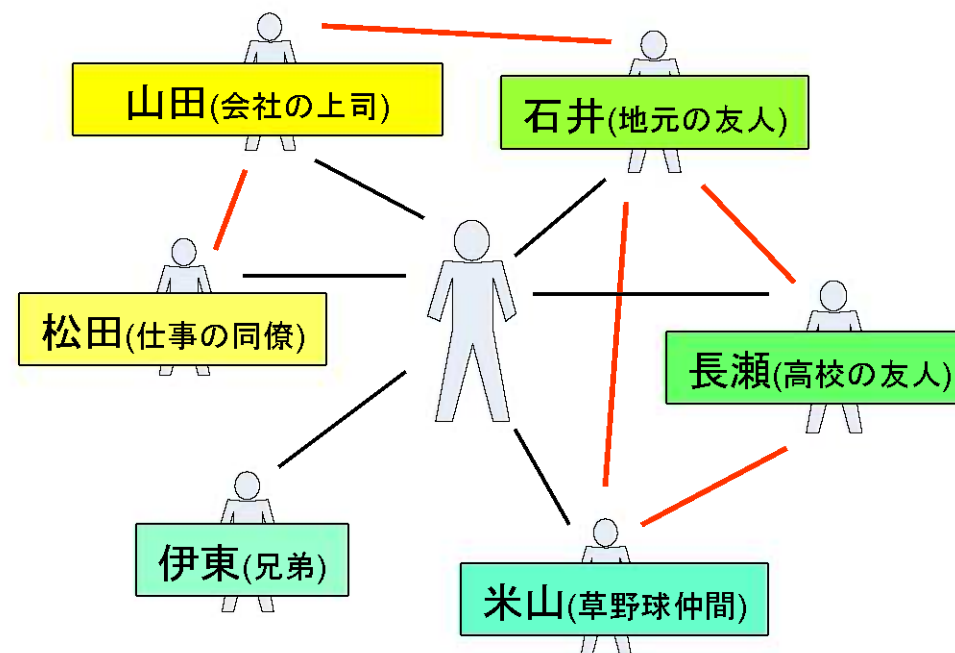 山田(会社の上司)
石井(地元の友人)
松田(仕事の同僚)
長瀬(高校の友人)
伊東(兄弟)
米山(草野球仲間)